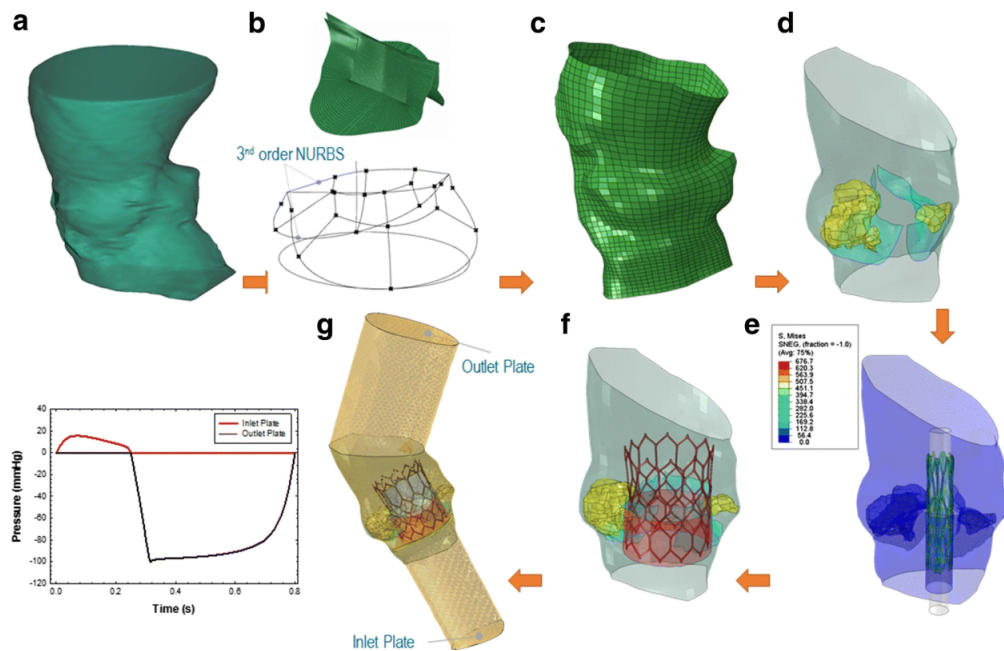 a
b
c
d
3nd order NURBS
g
f
e
Outlet Plate
S, Mises
SNEG, (fraction = -1.0)
(Avg: 75%)
676.7
620.3
563.9
507.5
451.1
394.7
338.4
282.0
225.6
169.2
112.8
56.4
0.0
Inlet Plate
Outlet Plate
40
20
0
-20
-40
-60
-80
-100
-120
Pressure (mmHg)
0.0
0.2
0.4
0.6
0.8
Time (s)
Inlet Plate